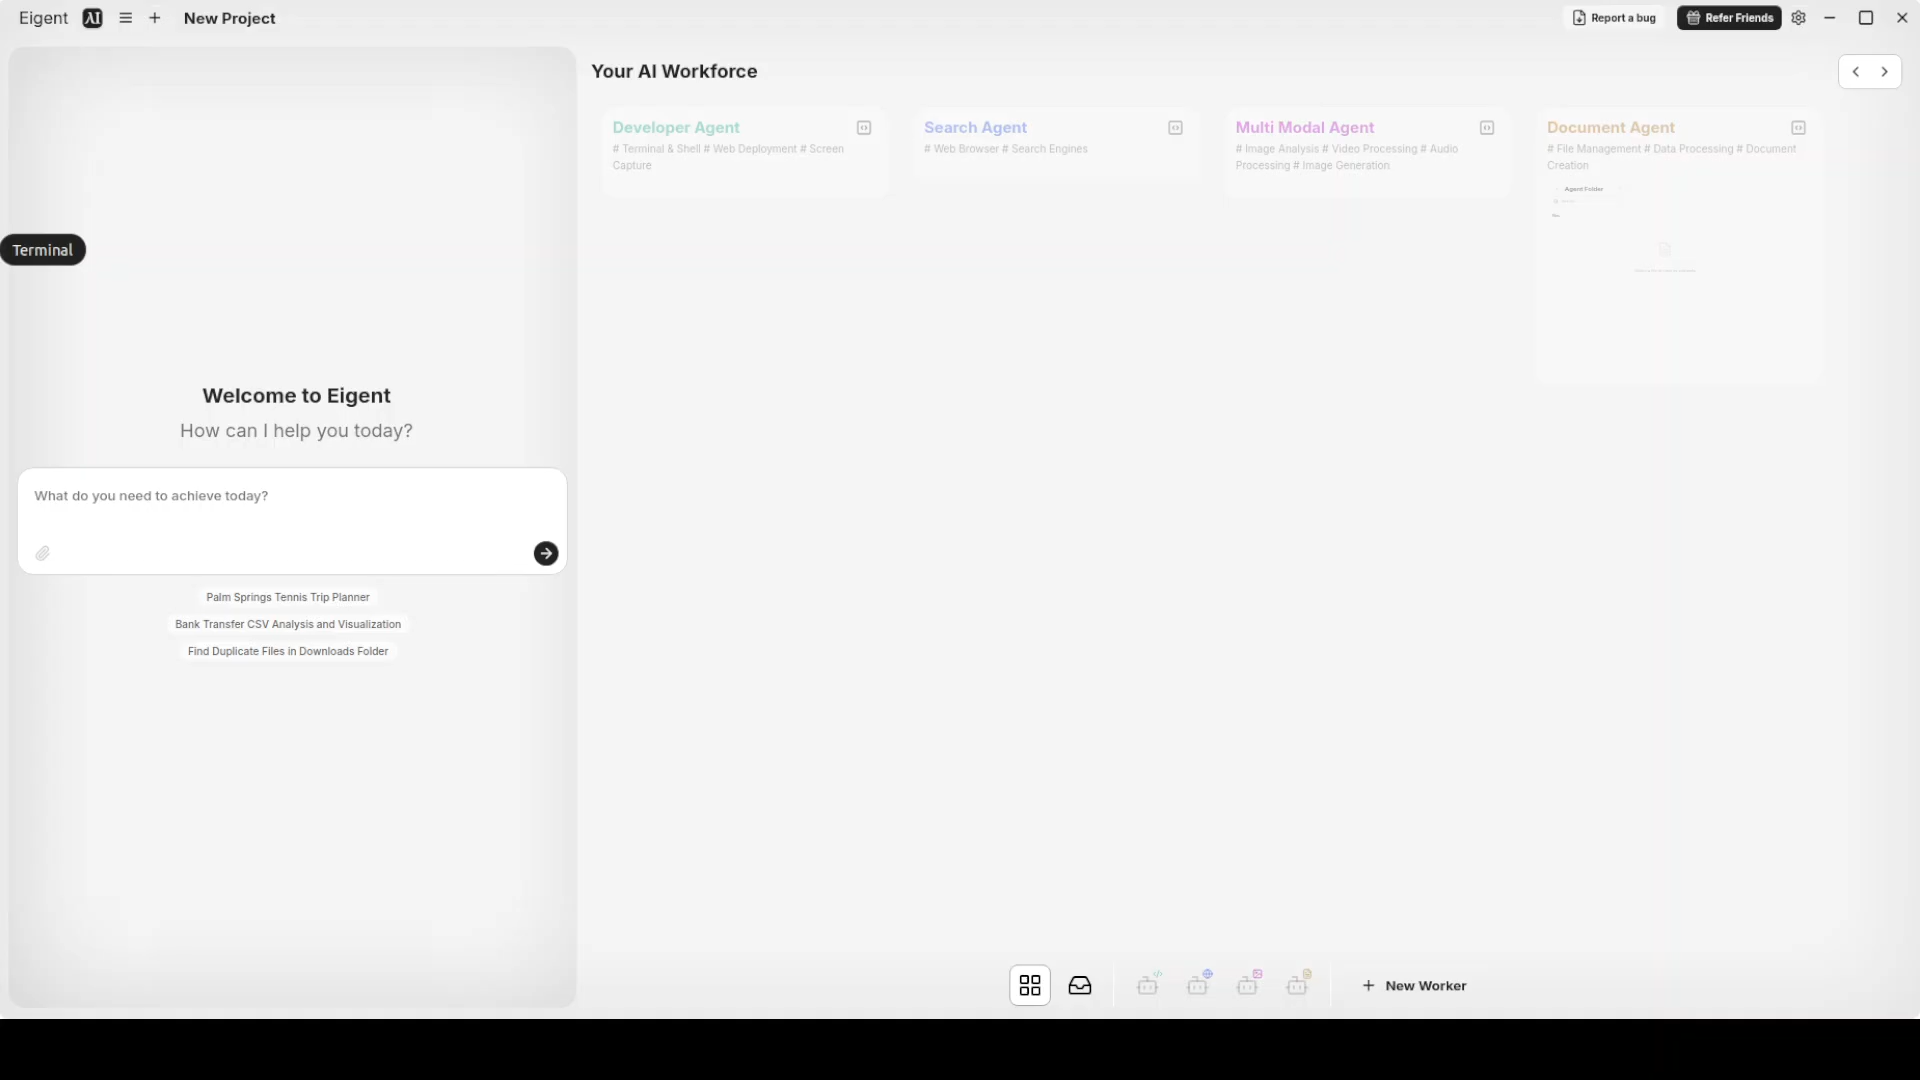 Eigent
New Project
Report a bug
Refer Friends
Your AI Workforce
Developer Agent
# Terminal & Shell # Web Deployment # Screen
Capture
Search Agent
# Web Browser # Search Engines
Multi Modal Agent
# Image Analysis # Video Processing # Audio
Processing # Image Generation
Document Agent
# File Management # Data Processing # Document
Creation
Agent Folder
Terminal
Welcome to Eigent
How can I help you today?
What do you need to achieve today?
Palm Springs Tennis Trip Planner
Bank Transfer CSV Analysis and Visualization
Find Duplicate Files in Downloads Folder
New Worker